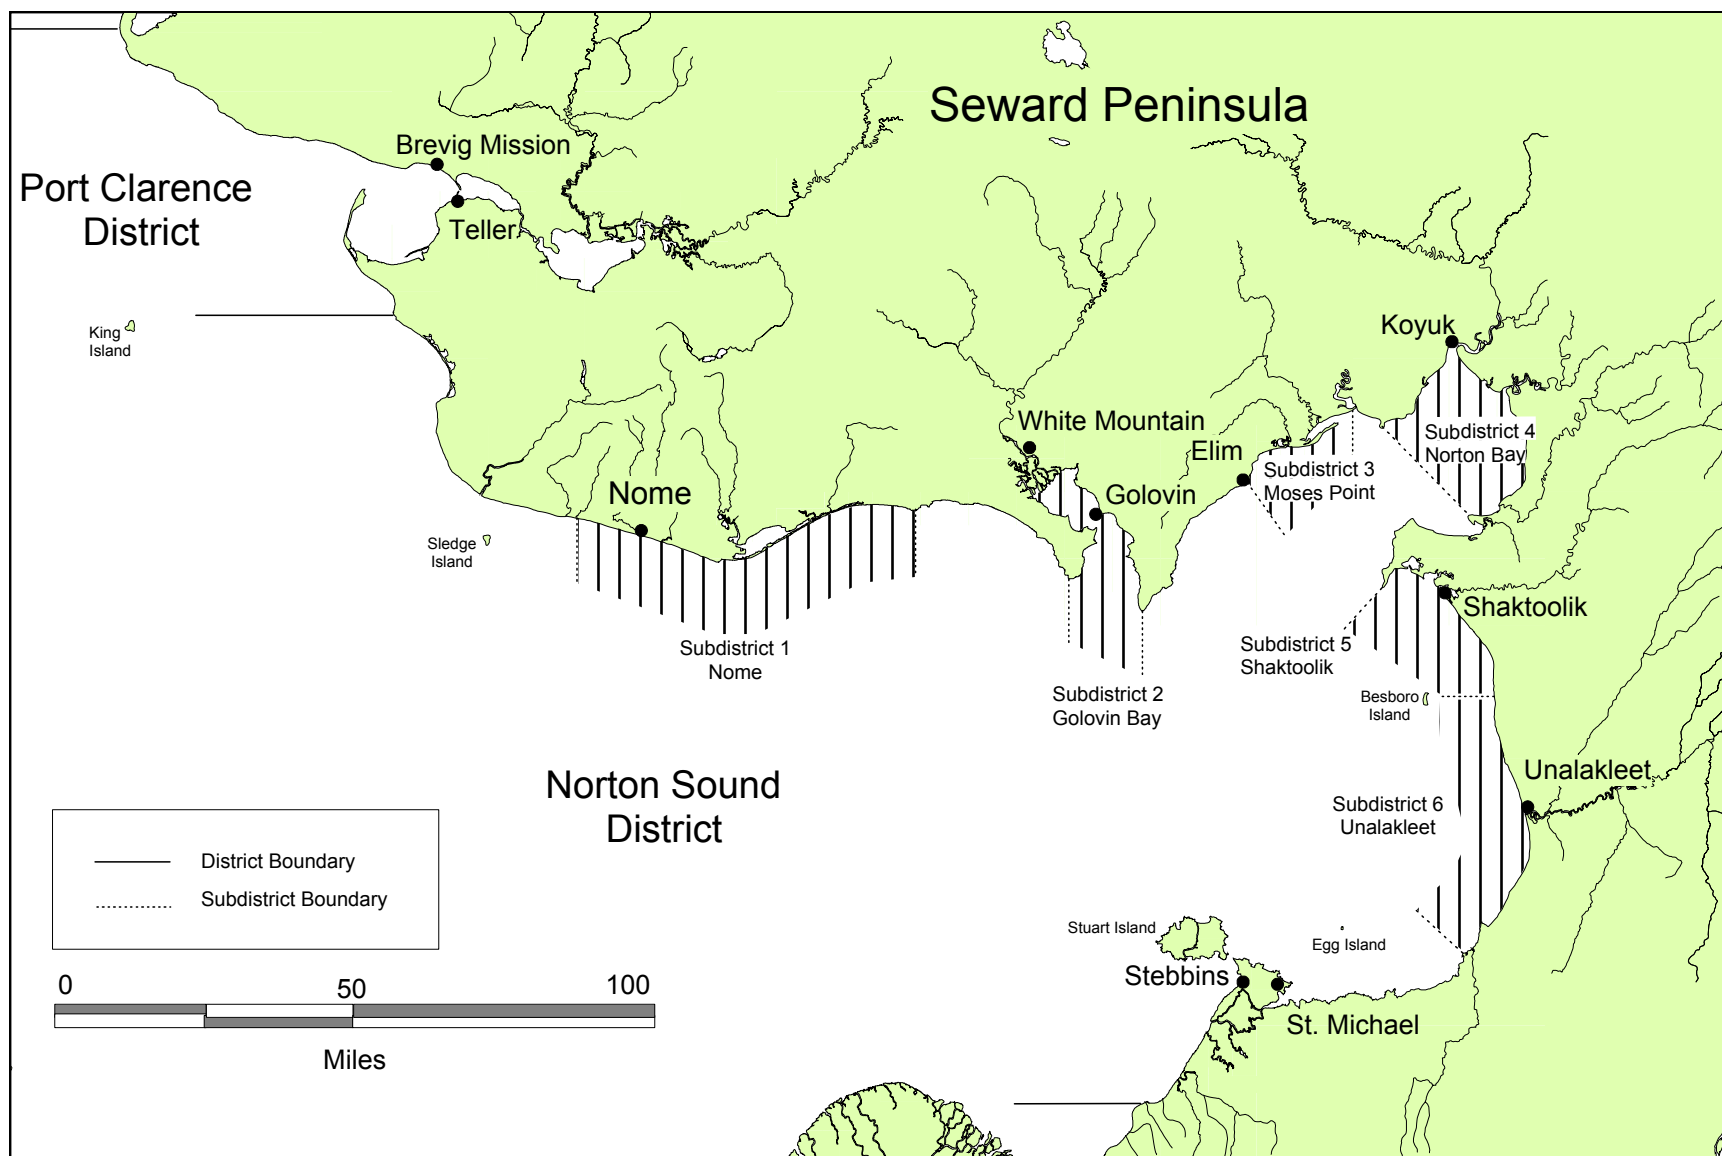 Seward Peninsula
Brevig Mission
Port Clarence
District
Teller
King
Island
Koyuk
White Mountain
Elim
Subdistrict 4
Norton Bay
Subdistrict 3
Moses Point
Nome
Golovin
Sledge
Island
Shaktoolik
Subdistrict 1
Nome
Subdistrict 5
Shaktoolik
Subdistrict 2
Golovin Bay
Besboro
Island
Norton Sound
District
Unalakleet
Subdistrict 6
Unalakleet
District Boundary
Subdistrict Boundary
Stuart Island
Egg Island
Stebbins
St. Michael
0 50 100
Miles